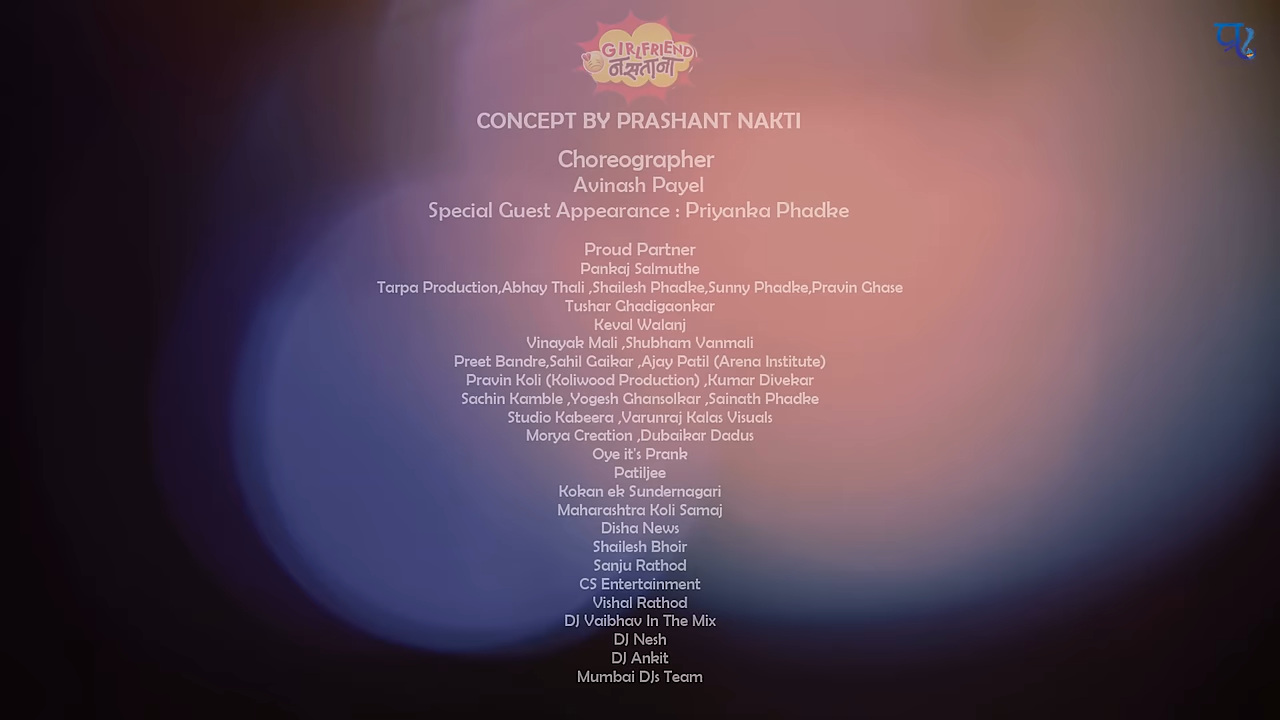 GIRLFRIEND
नसताना
प्र
CONCEPT BY PRASHANT NAKTI
Choreographer
Avinash Payel
Special Guest Appearance : Priyanka Phadke
Proud Partner
Pankaj Salmuthe
Tarpa Production,Abhay Thali ,Shailesh Phadke,Sunny Phadke,Pravin Ghase
Tushar Ghadigaonkar
Keval Walanj
Vinayak Mali ,Shubham Vanmali
Preet Bandre,Sahil Gaikar ,Ajay Patil (Arena Institute)
Pravin Koli (Koliwood Production) ,Kumar Divekar
Sachin Kamble ,Yogesh Ghansolkar ,Sainath Phadke
Studio Kabeera ,Varunraj Kalas Visuals
Morya Creation ,Dubaikar Dadus
Oye it's Prank
Patiljee
Kokan ek Sundernagari
Maharashtra Koli Samaj
Disha News
Shailesh Bhoir
Sanju Rathod
CS Entertainment
Vishal Rathod
DJ Vaibhav In The Mix
DJ Nesh
DJ Ankit
Mumbai DJs Team